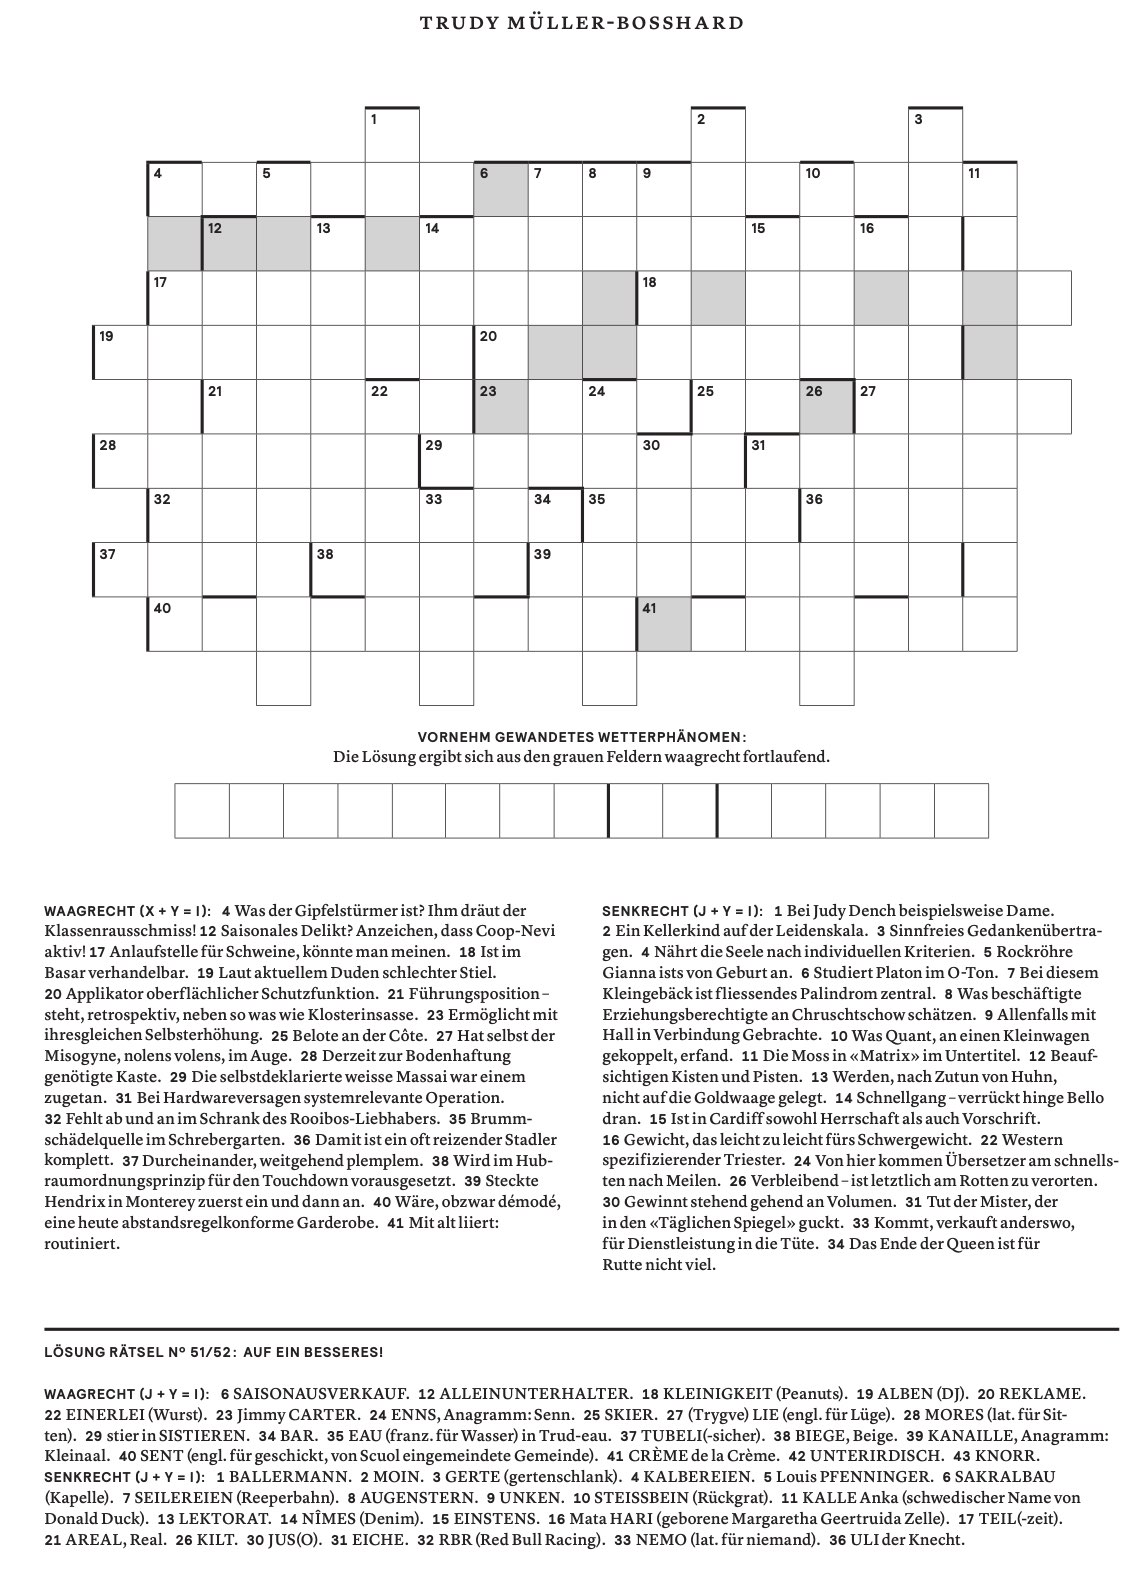 TRUDY MÜLLER-BOSSHARD
1 2 3
4 5 6 7 8 9 10 11
12 13 14 15 16
17 18
19 20
21 22 23 24 25 26 27
28 29 30 31
32 33 34 35 36
37 38 39
40 41
VORNEHM GEWANDETES WETTERPHÄNOMEN:
Die Lösung ergibt sich aus den grauen Feldern waagrecht fortlaufend.
WAAGRECHT (X + Y = I): 4 Was der Gipfelstürmer ist? Ihm dräut der
Klassenrausschmiss! 12 Saisonales Delikt? Anzeichen, dass Coop-Nevi
aktiv! 17 Anlaufstelle für Schweine, könnte man meinen. 18 Ist im
Basar verhandelbar. 19 Laut aktuellem Duden schlechter Stiel.
20 Applikator oberflächlicher Schutzfunktion. 21 Führungsposition –
steht, retrospektiv, neben so was wie Klosterinsasse. 23 Ermöglicht mit
ihresgleichen Selbsterhöhung. 25 Belote an der Côte. 27 Hat selbst der
Misogyne, nolens volens, im Auge. 28 Derzeit zur Bodenhaftung
genötigte Kaste. 29 Die selbstdeklarierte weisse Massai war einem
zugetan. 31 Bei Hardwareversagen systemrelevante Operation.
32 Fehlt ab und an im Schrank des Rooibos-Liebhabers. 35 Brumm-
schädelquelle im Schrebergarten. 36 Damit ist ein oft reizender Stadler
komplett. 37 Durcheinander, weitgehend plemplem. 38 Wird im Hub-
raumordnungsprinzip für den Touchdown vorausgesetzt. 39 Steckte
Hendrix in Monterey zuerst ein und dann an. 40 Wäre, obzwar démodé,
eine heute abstandsregelkonforme Garderobe. 41 Mit alt liiert:
routiniert.
SENKRECHT (J + Y = I): 1 Bei Judy Dench beispielsweise Dame.
2 Ein Kellerkind auf der Leidenskala. 3 Sinnfreies Gedankenübertra-
gen. 4 Nährt die Seele nach individuellen Kriterien. 5 Rockröhre
Gianna ists von Geburt an. 6 Studiert Platon im O-Ton. 7 Bei diesem
Kleingebäck ist fliessendes Palindrom zentral. 8 Was beschäftigte
Erziehungsberechtigte an Chruschtschow schätzen. 9 Allenfalls mit
Hall in Verbindung Gebrachte. 10 Was Quant, an einen Kleinwagen
gekoppelt, erfand. 11 Die Moss in «Matrix» im Untertitel. 12 Beauf-
sichtigen Kisten und Pisten. 13 Werden, nach Zutun von Huhn,
nicht auf die Goldwaage gelegt. 14 Schnellgang – verrückt hinge Bello
dran. 15 Ist in Cardiff sowohl Herrschaft als auch Vorschrift.
16 Gewicht, das leicht zu leicht fürs Schwergewicht. 22 Western
spezifizierender Triester. 24 Von hier kommen Übersetzer am schnells-
ten nach Meilen. 26 Verbleibend – ist letztlich am Rotten zu verorten.
30 Gewinnt stehend gehend an Volumen. 31 Tut der Mister, der
in den «Täglichen Spiegel» guckt. 33 Kommt, verkauft anderswo,
für Dienstleistung in die Tüte. 34 Das Ende der Queen ist für
Rutte nicht viel.
LÖSUNG RÄTSEL Nº 51/52: AUF EIN BESSERES!
WAAGRECHT (J + Y = I): 6 SAISONAUSVERKAUF. 12 ALLEINUNTERHALTER. 18 KLEINIGKEIT (Peanuts). 19 ALBEN (DJ). 20 REKLAME.
22 EINERLEI (Wurst). 23 Jimmy CARTER. 24 ENNS, Anagramm: Senn. 25 SKIER. 27 (Trygve) LIE (engl. für Lüge). 28 MORES (lat. für Sit-
ten). 29 stier in SISTIEREN. 34 BAR. 35 EAU (franz. für Wasser) in Trud-eau. 37 TUBELI(-sicher). 38 BIEGE, Beige. 39 KANAILLE, Anagramm:
Kleinaal. 40 SENT (engl. für geschickt, von Scuol eingemeindete Gemeinde). 41 CRÈME de la Crème. 42 UNTERIRDISCH. 43 KNORR.
SENKRECHT (J + Y = I): 1 BALLERMANN. 2 MOIN. 3 GERTE (gertenschlank). 4 KALBEREIEN. 5 Louis PFENNINGER. 6 SAKRALBAU
(Kapelle). 7 SEILEREIEN (Reeperbahn). 8 AUGENSTERN. 9 UNKEN. 10 STEISSBEIN (Rückgrat). 11 KALLE Anka (schwedischer Name von
Donald Duck). 13 LEKTORAT. 14 NÎMES (Denim). 15 EINSTENS. 16 Mata HARI (geborene Margaretha Geertruida Zelle). 17 TEIL(-zeit).
21 AREAL, Real. 26 KILT. 30 JUS(O). 31 EICHE. 32 RBR (Red Bull Racing). 33 NEMO (lat. für niemand). 36 ULI der Knecht.